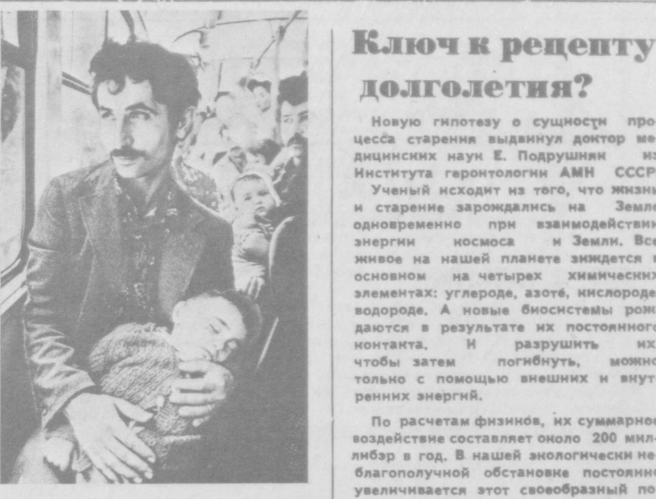 Ключ к рецепту
долголетия?
Новую гипотезу о сущности про-
цесса старения выдвинул доктор ме-
дицинских наук Е. Подрушняк из
Института геронтологии АМН СССР.
Ученый исходит из того, что жизнь
и старение зарождались на Земле
одновременно при взаимодействии
энергии космоса и Земли. Все
живое на нашей планете зиждется в
основном на четырех химических
элементах: углероде, азоте, кислороде,
водороде. А новые биосистемы рож-
даются в результате их постоянного
контакта. И разрушить их,
чтобы затем погибнуть, можно
только с помощью внешних и внут-
ренних энергий.
По расчетам физиков, их суммарное
воздействие составляет около 200 мил-
либэр в год. В нашей экологически не-
благополучной обстановке постоянно
увеличивается этот своеобразный по-